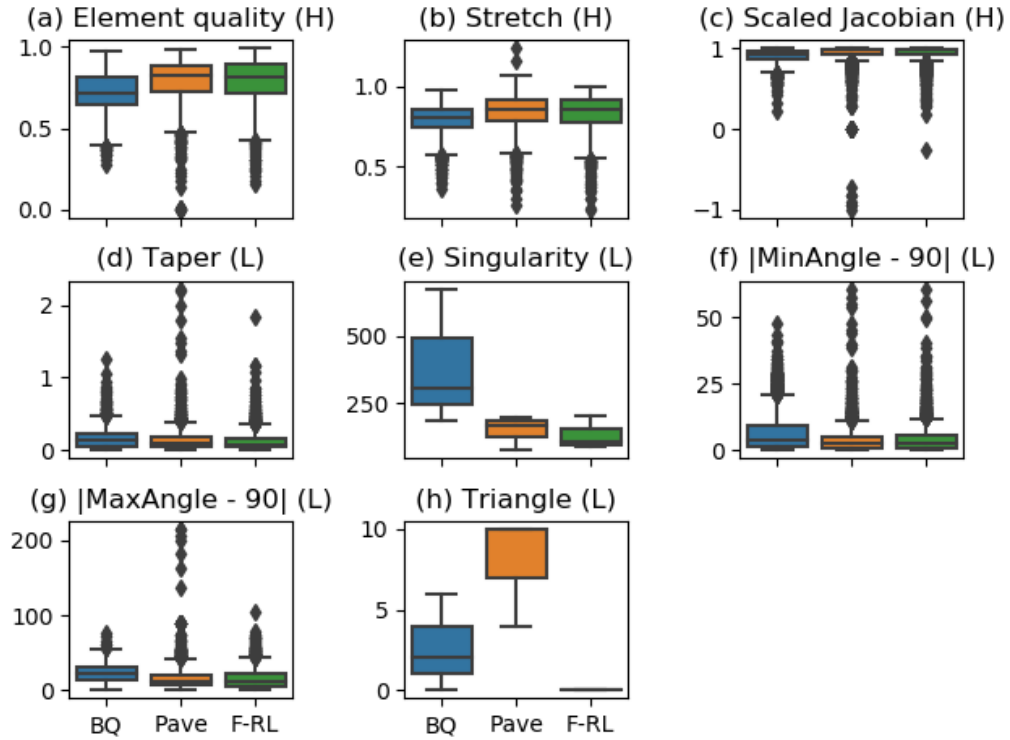 (a) Element quality (H)
(b) Stretch (H)
(c) Scaled Jacobian (H)
1.0
0.5
0.0
1.0
0.5
1
0
−1
(d) Taper (L)
(e) Singularity (L)
(f) |MinAngle - 90| (L)
2
1
0
500
250
50
25
0
(g) |MaxAngle - 90| (L)
(h) Triangle (L)
200
100
0
10
5
0
BQ Pave F-RL
BQ Pave F-RL